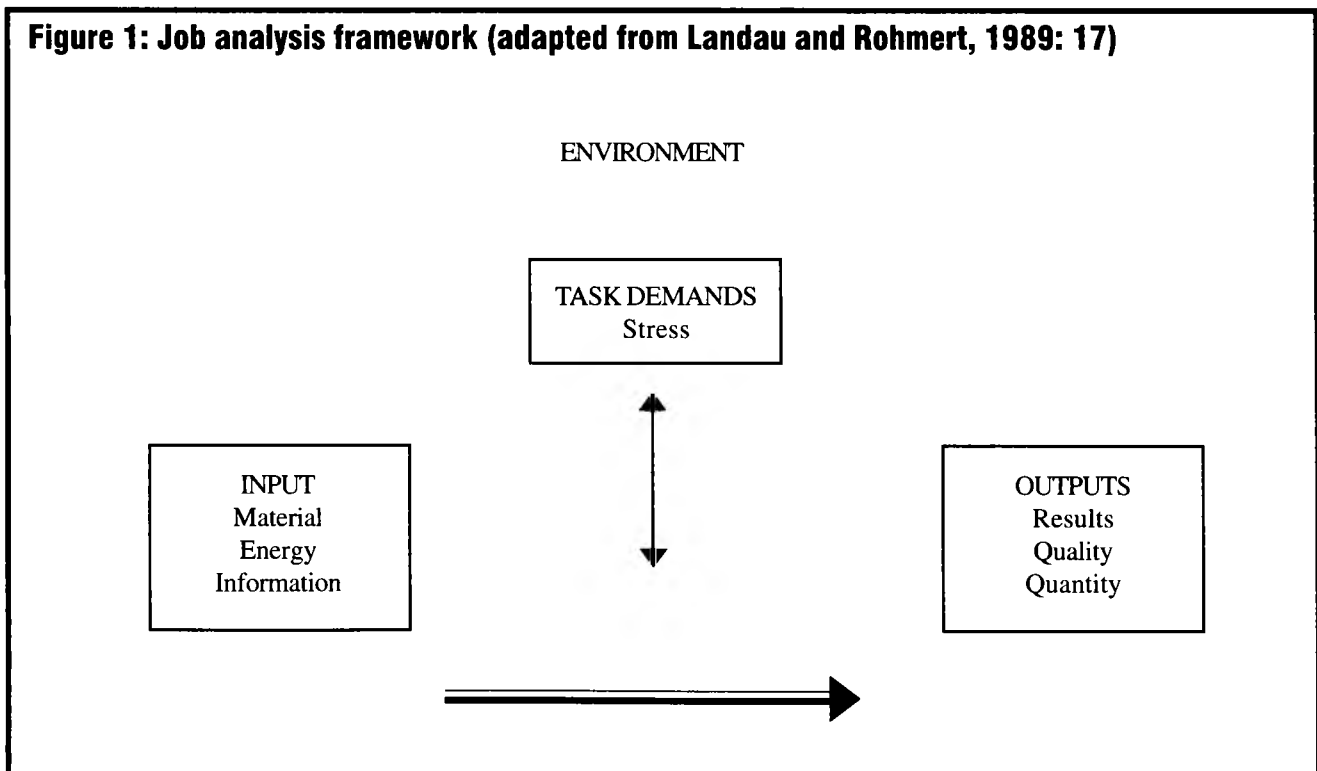 Figure 1: Job analysis framework (adapted from Landau and Rohmert, 1989: 17)
ENVIRONMENT
TASK DEMANDS
Stress
INPUT
Material
Energy
Information
OUTPUTS
Results
Quality
Quantity